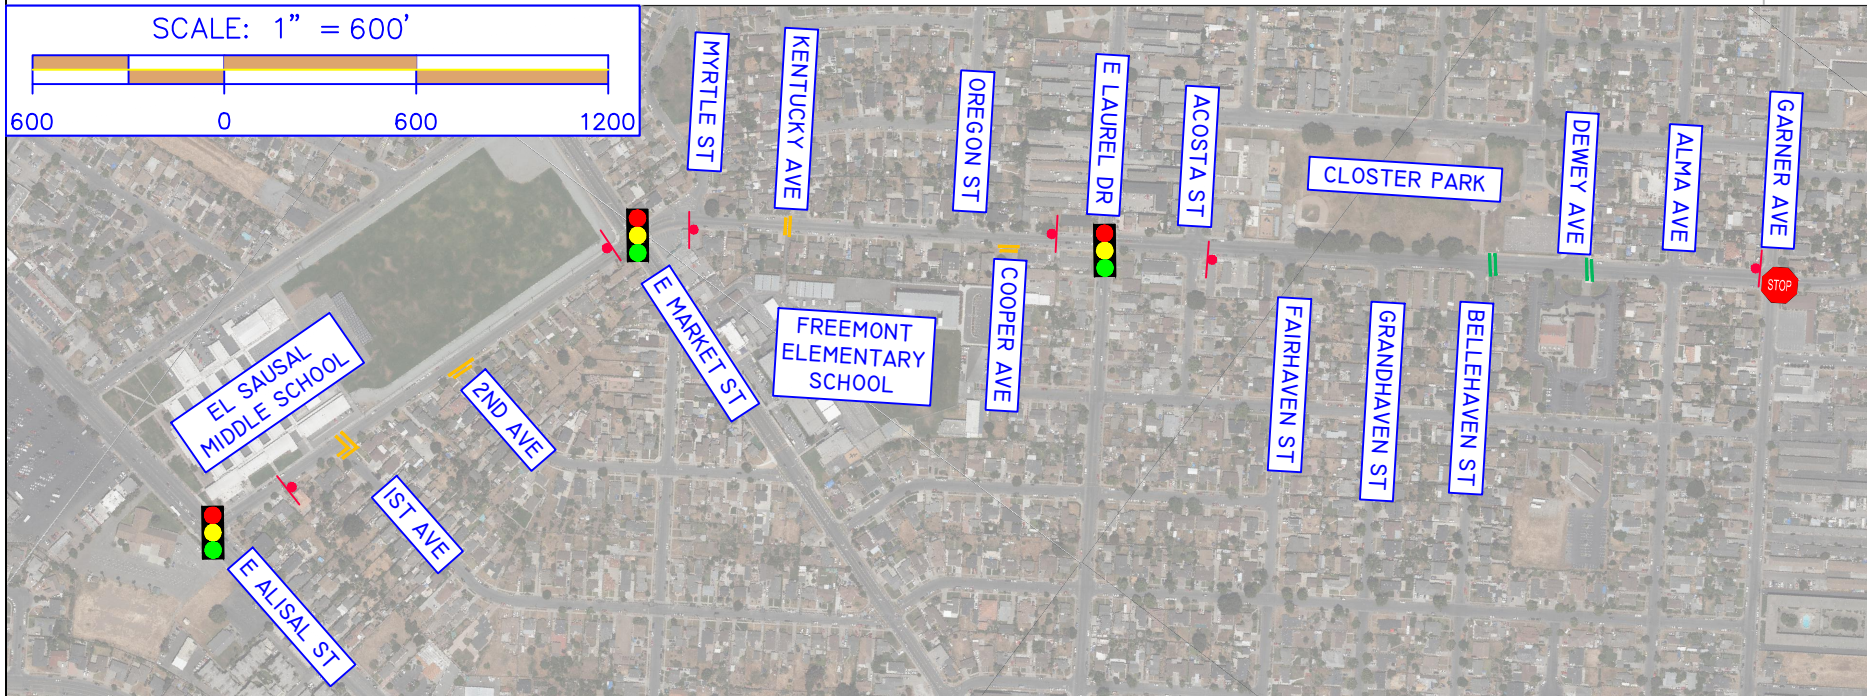 SCALE: 1" = 600'
600 0 600 1200
MYRTLE ST
KENTUCKY AVE
OREGON ST
E LAUREL DR
ACOSTA ST
CLOSTER PARK
DEWEY AVE
ALMA AVE
GARNER AVE
STOP
E MARKET ST
FREEMONT
ELEMENTARY
SCHOOL
COOPER AVE
FAIRHAVEN ST
GRANDHAVEN ST
BELLEHAVEN ST
EL SAUSAL
MIDDLE SCHOOL
2ND AVE
1ST AVE
E ALISAL ST